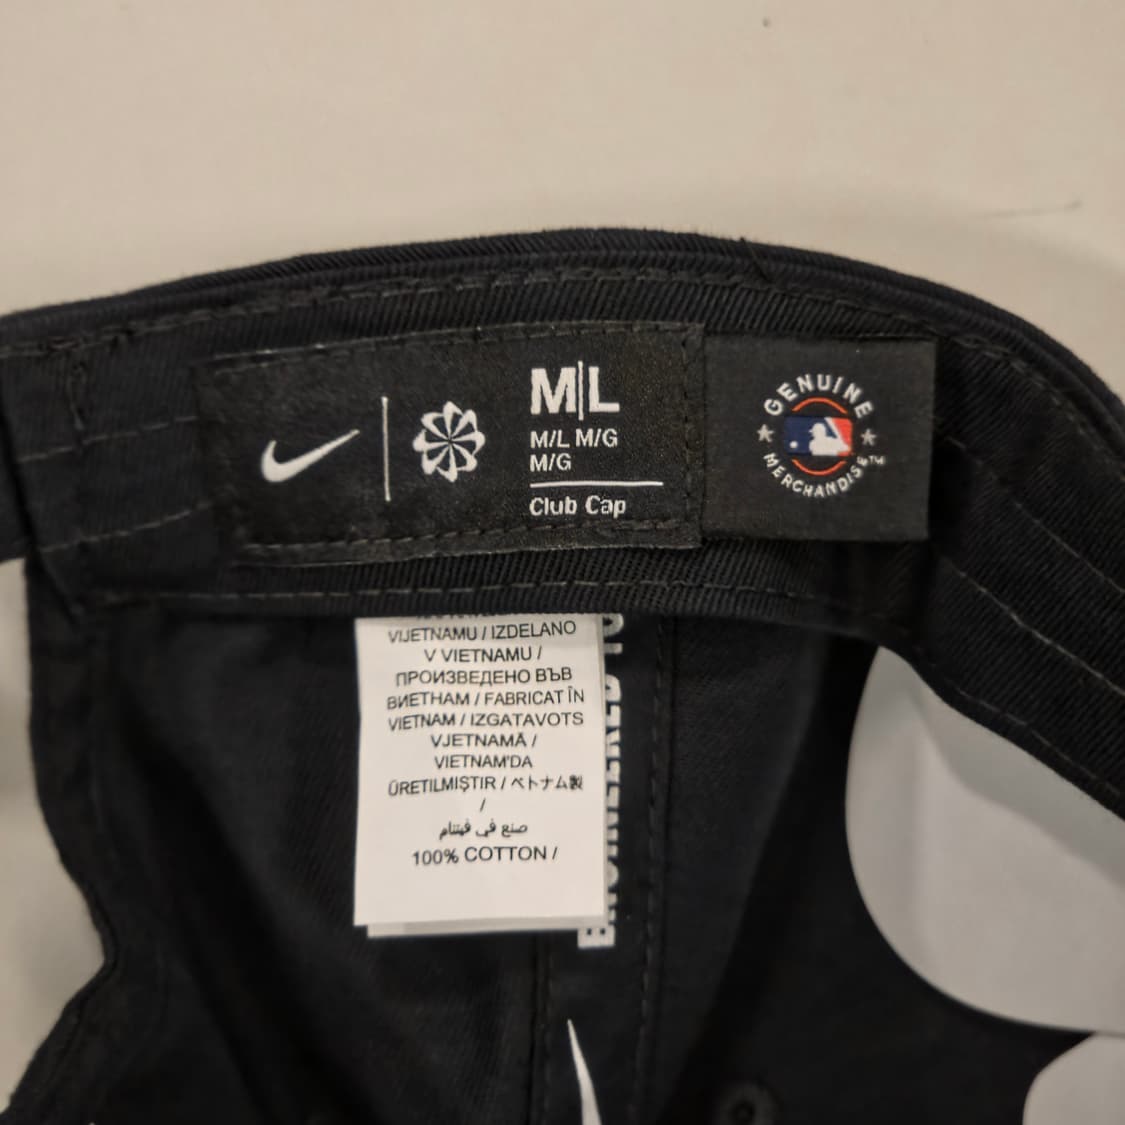 M|L
M/L M/G
M/G
Club Cap
GENUINE
MERCHANDISE™
VIJETNAMU / IZDELANO
V VIETNAMU /
ПРОИЗВЕДЕНО ВЪВ
ВИЕТНАМ / FABRICAT ÎN
VIETNAM / IZGATAVOTS
VJETNAMĀ /
VIETNAM'DA
ÜRETILMIŞTIR / ベトナム製
/
صنع في فيتنام
100% COTTON /